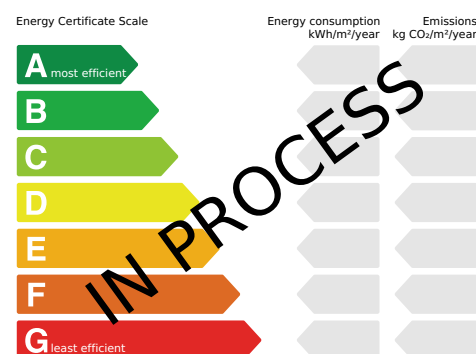 Energy Certificate Scale
Energy consumption
kWh/m²/year
Emissions
kg CO₂/m²/year
A most efficient
B
C
D
E
F
G least efficient
IN PROCESS